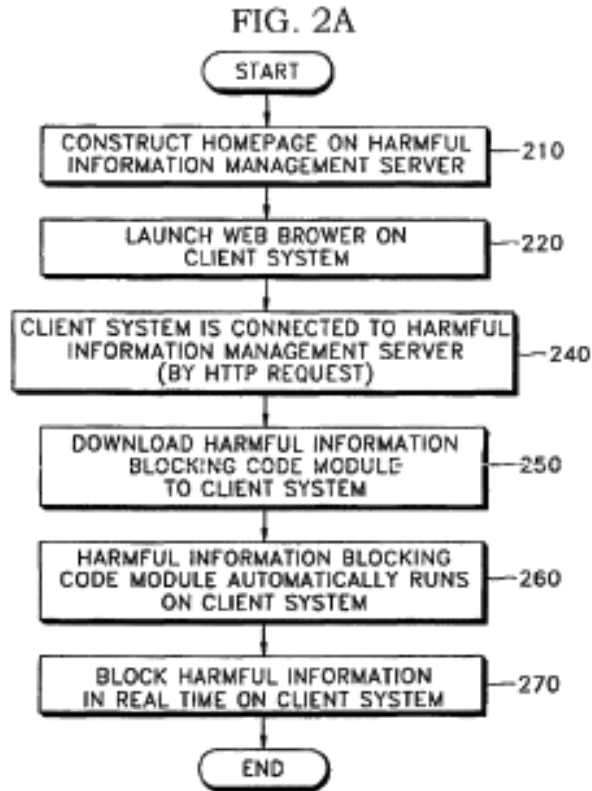 FIG. 2A
START
CONSTRUCT HOMEPAGE ON HARMFUL
INFORMATION MANAGEMENT SERVER
210
LAUNCH WEB BROWER ON
CLIENT SYSTEM
220
CLIENT SYSTEM IS CONNECTED TO HARMFUL
INFORMATION MANAGEMENT SERVER
(BY HTTP REQUEST)
240
DOWNLOAD HARMFUL INFORMATION
BLOCKING CODE MODULE
TO CLIENT SYSTEM
250
HARMFUL INFORMATION BLOCKING
CODE MODULE AUTOMATICALLY RUNS
ON CLIENT SYSTEM
260
BLOCK HARMFUL INFORMATION
IN REAL TIME ON CLIENT SYSTEM
270
END